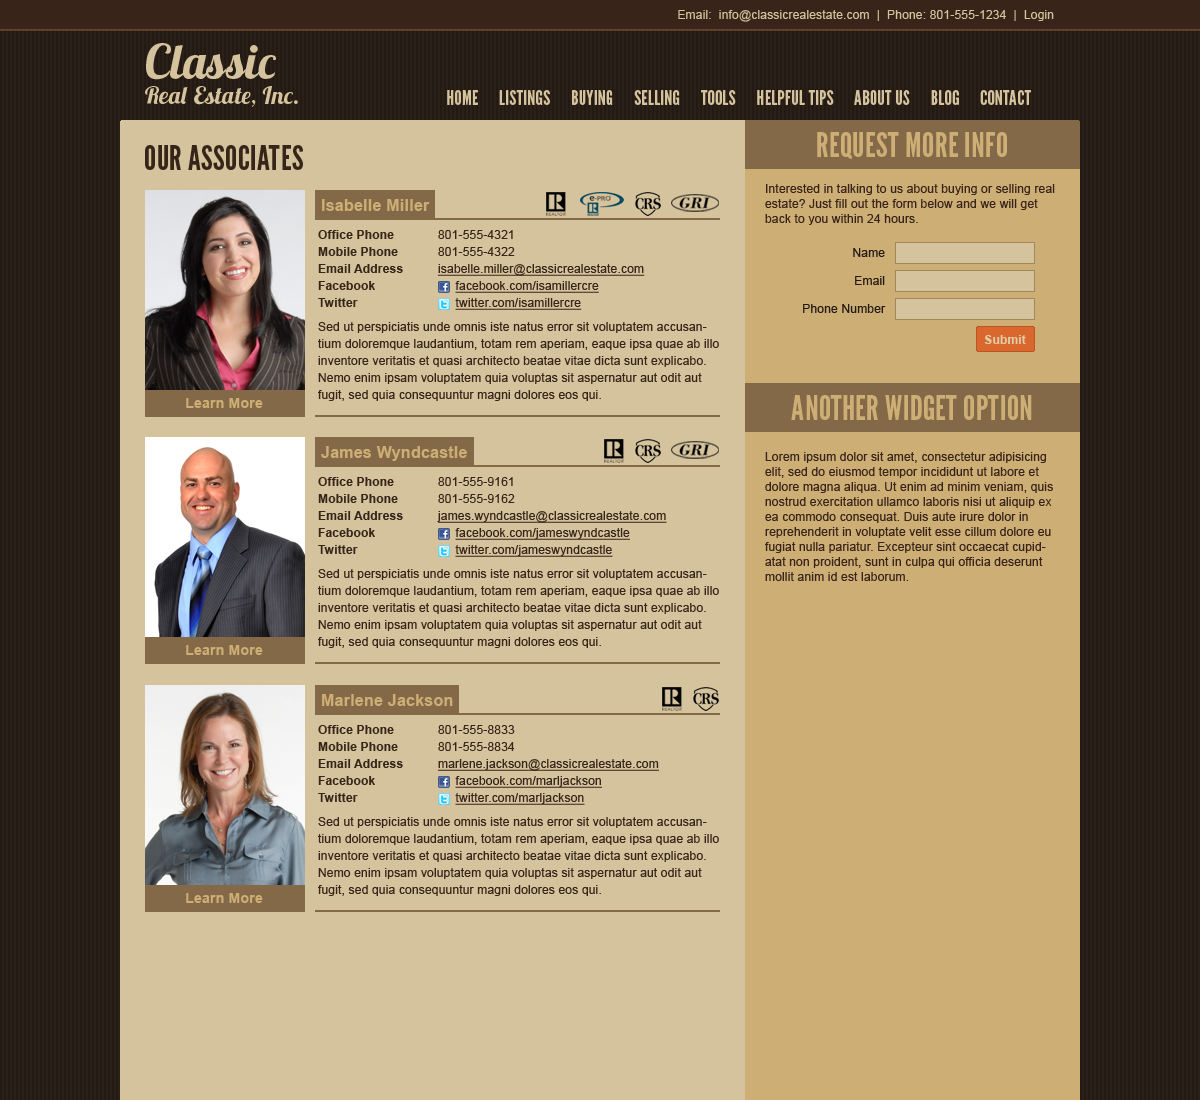 Email: info@classicrealestate.com | Phone: 801-555-1234 | Login
Classic
Real Estate, Inc.
HOME LISTINGS BUYING SELLING TOOLS HELPFUL TIPS ABOUT US BLOG CONTACT
OUR ASSOCIATES
Isabelle Miller
R REALTOR e-PRO R CRS GRI
Office Phone 801-555-4321
Mobile Phone 801-555-4322
Email Address isabelle.miller@classicrealestate.com
Facebook f facebook.com/isamillercre
Twitter t twitter.com/isamillercre
Sed ut perspiciatis unde omnis iste natus error sit voluptatem accusan-
tium doloremque laudantium, totam rem aperiam, eaque ipsa quae ab illo
inventore veritatis et quasi architecto beatae vitae dicta sunt explicabo.
Nemo enim ipsam voluptatem quia voluptas sit aspernatur aut odit aut
fugit, sed quia consequuntur magni dolores eos qui.
Learn More
James Wyndcastle
R REALTOR CRS GRI
Office Phone 801-555-9161
Mobile Phone 801-555-9162
Email Address james.wyndcastle@classicrealestate.com
Facebook f facebook.com/jameswyndcastle
Twitter t twitter.com/jameswyndcastle
Sed ut perspiciatis unde omnis iste natus error sit voluptatem accusan-
tium doloremque laudantium, totam rem aperiam, eaque ipsa quae ab illo
inventore veritatis et quasi architecto beatae vitae dicta sunt explicabo.
Nemo enim ipsam voluptatem quia voluptas sit aspernatur aut odit aut
fugit, sed quia consequuntur magni dolores eos qui.
Learn More
Marlene Jackson
R REALTOR CRS
Office Phone 801-555-8833
Mobile Phone 801-555-8834
Email Address marlene.jackson@classicrealestate.com
Facebook f facebook.com/marljackson
Twitter t twitter.com/marljackson
Sed ut perspiciatis unde omnis iste natus error sit voluptatem accusan-
tium doloremque laudantium, totam rem aperiam, eaque ipsa quae ab illo
inventore veritatis et quasi architecto beatae vitae dicta sunt explicabo.
Nemo enim ipsam voluptatem quia voluptas sit aspernatur aut odit aut
fugit, sed quia consequuntur magni dolores eos qui.
Learn More
REQUEST MORE INFO
Interested in talking to us about buying or selling real
estate? Just fill out the form below and we will get
back to you within 24 hours.
Name
Email
Phone Number
Submit
ANOTHER WIDGET OPTION
Lorem ipsum dolor sit amet, consectetur adipisicing
elit, sed do eiusmod tempor incididunt ut labore et
dolore magna aliqua. Ut enim ad minim veniam, quis
nostrud exercitation ullamco laboris nisi ut aliquip ex
ea commodo consequat. Duis aute irure dolor in
reprehenderit in voluptate velit esse cillum dolore eu
fugiat nulla pariatur. Excepteur sint occaecat cupid-
atat non proident, sunt in culpa qui officia deserunt
mollit anim id est laborum.